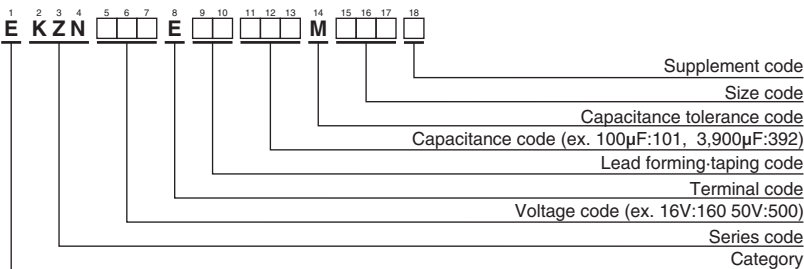 1 2 3 4 5 6 7 8 9 10 11 12 13 14 15 16 17 18
E KZN □□□ E □□ □□□ M □□□ □
Supplement code
Size code
Capacitance tolerance code
Capacitance code (ex. 100µF:101, 3,900µF:392)
Lead forming·taping code
Terminal code
Voltage code (ex. 16V:160 50V:500)
Series code
Category